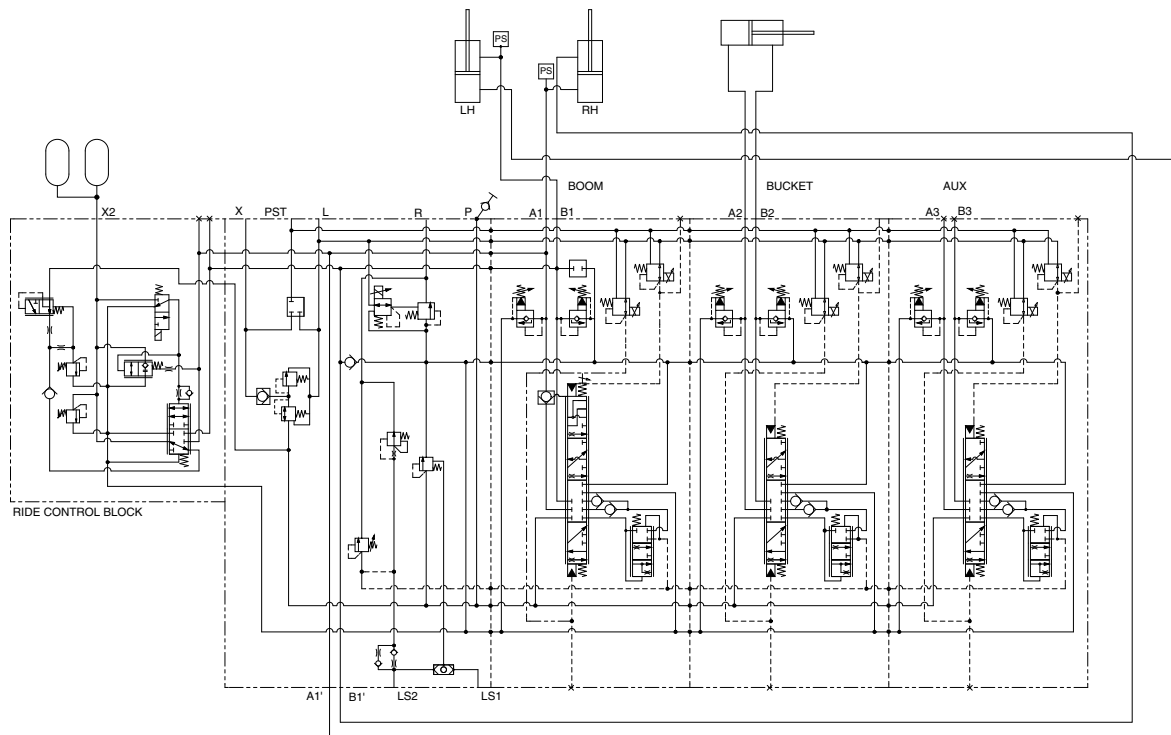 PS
PS
LH
RH
BOOM
BUCKET
AUX
X2
X
PST
L
R
P
A1
B1
A2
B2
A3
B3
RIDE CONTROL BLOCK
A1'
B1'
LS2
LS1